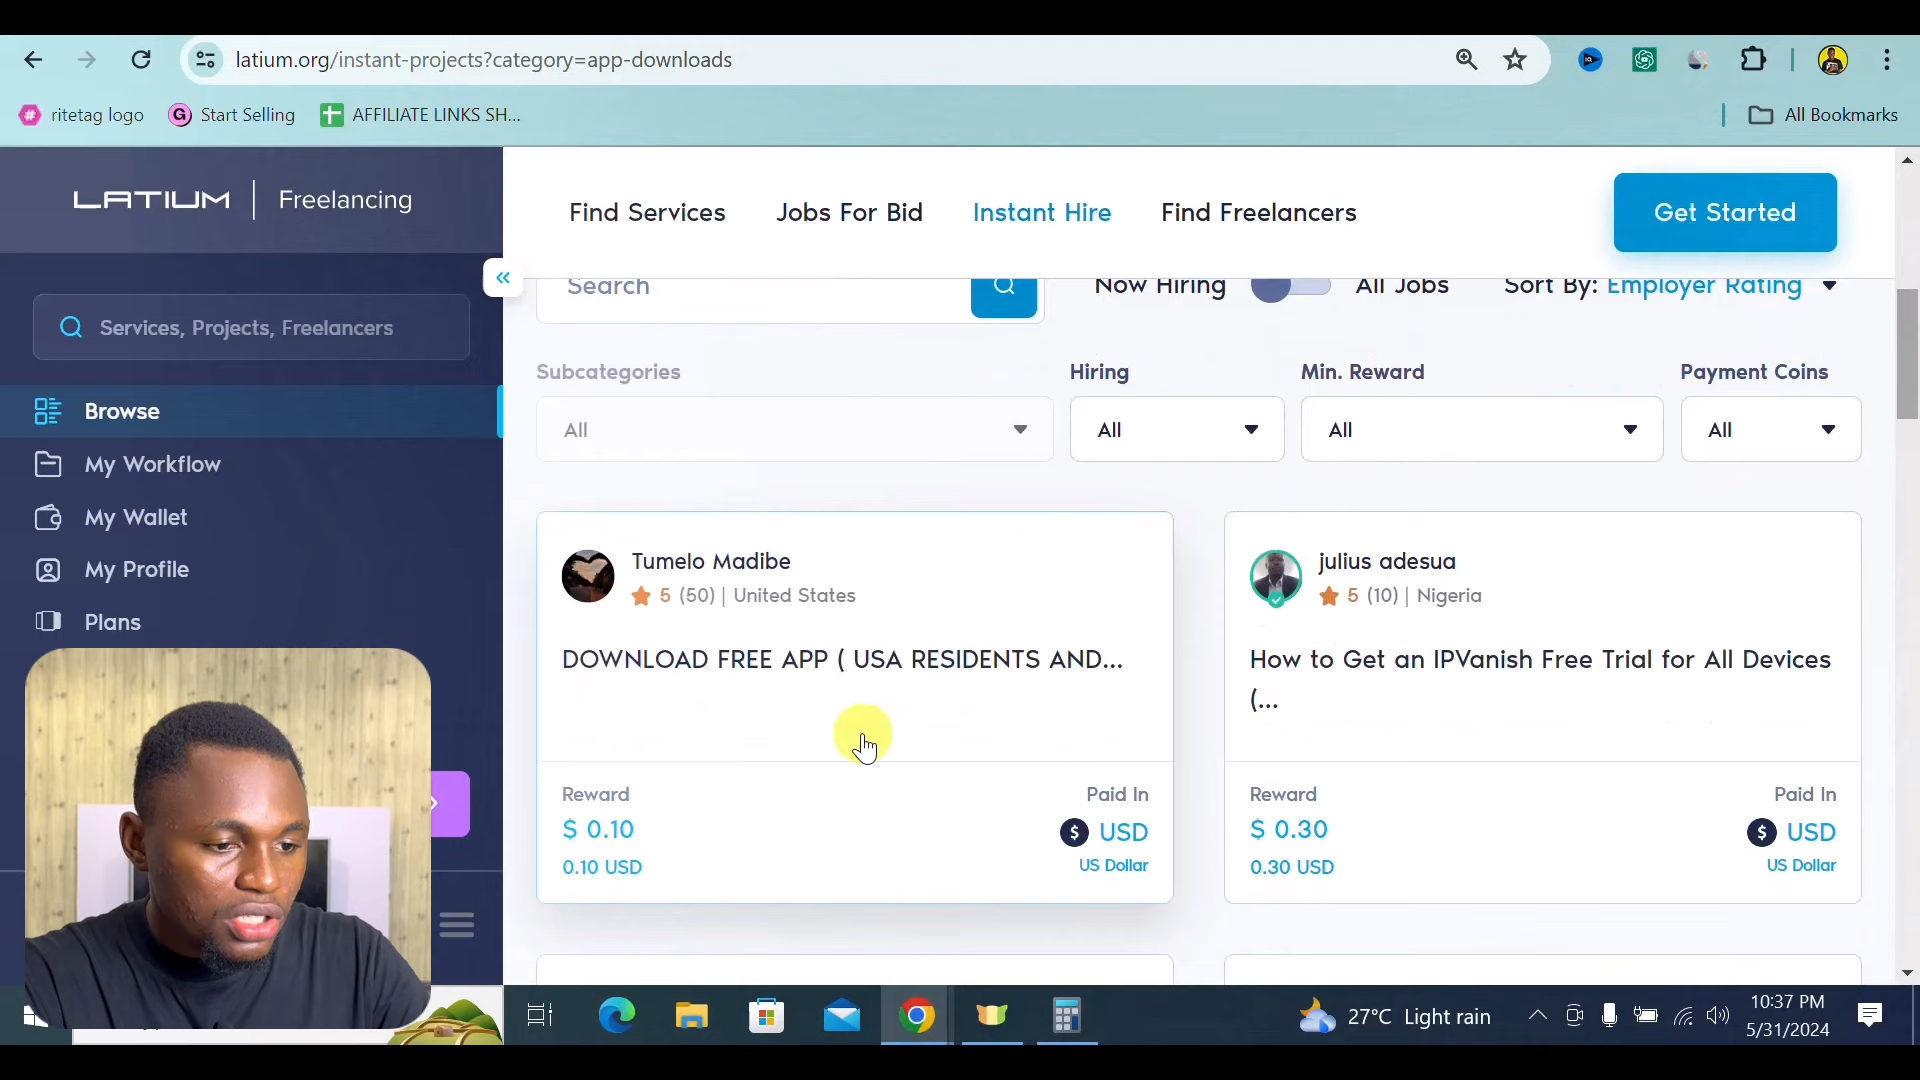 latium.org/instant-projects?category=app-downloads
ritetag logo
Start Selling
AFFILIATE LINKS SH...
All Bookmarks
LATIUM | Freelancing
Find Services
Jobs For Bid
Instant Hire
Find Freelancers
Get Started
«
Services, Projects, Freelancers
Browse
My Workflow
My Wallet
My Profile
Plans
Search
Now Hiring
All Jobs
Sort By: Employer Rating
Subcategories
Hiring
Min. Reward
Payment Coins
All
All
All
All
Tumelo Madibe
5 (50) | United States
DOWNLOAD FREE APP ( USA RESIDENTS AND...
Reward
Paid In
$ 0.10
$ USD
0.10 USD
US Dollar
julius adesua
5 (10) | Nigeria
How to Get an IPVanish Free Trial for All Devices
(...
Reward
Paid In
$ 0.30
$ USD
0.30 USD
US Dollar
27°C Light rain
10:37 PM
5/31/2024